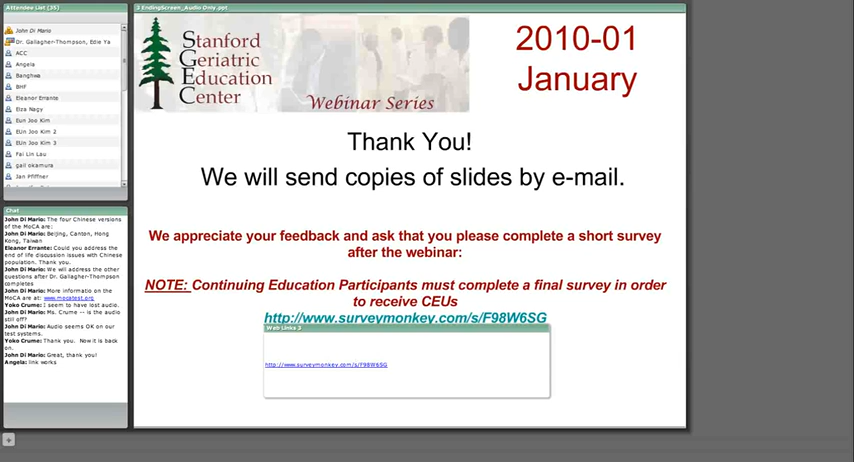 Attendee List (35)
John Di Mario
Dr. Gallagher-Thompson, Edie Ya
ACC
Angela
Banghwa
BHF
Eleanor Errante
Elza Nagy
Eun Joo Kim
EUn Joo Kim 2
EUn Joo Kim 3
Fai Lin Lau
gail okamura
Jan Pfiffner
Chat
John Di Mario: The four Chinese versions
of the MoCA are:
John Di Mario: Beijing, Canton, Hong
Kong, Taiwan
Eleanor Errante: Could you address the
end of life discussion issues with Chinese
population. Thank you.
John Di Mario: We will address the other
questions after Dr. Gallagher-Thompson
completes
John Di Mario: More informatio on the
MoCA are at: www.mocatest.org
Yoko Crume: I seem to have lost audio.
John Di Mario: Ms. Crume -- is the audio
still off?
John Di Mario: Audio seems OK on our
test systems.
Yoko Crume: Thank you. Now it is back
on.
John Di Mario: Great, thank you!
Angela: link works
3 EndingScreen_Audio Only.ppt
Stanford
Geriatric
Education
Center
Webinar Series
2010-01
January
Thank You!
We will send copies of slides by e-mail.
We appreciate your feedback and ask that you please complete a short survey
after the webinar:
NOTE: Continuing Education Participants must complete a final survey in order
to receive CEUs
http://www.surveymonkey.com/s/F98W6SG
Web Links 3
http://www.surveymonkey.com/s/F98W6SG